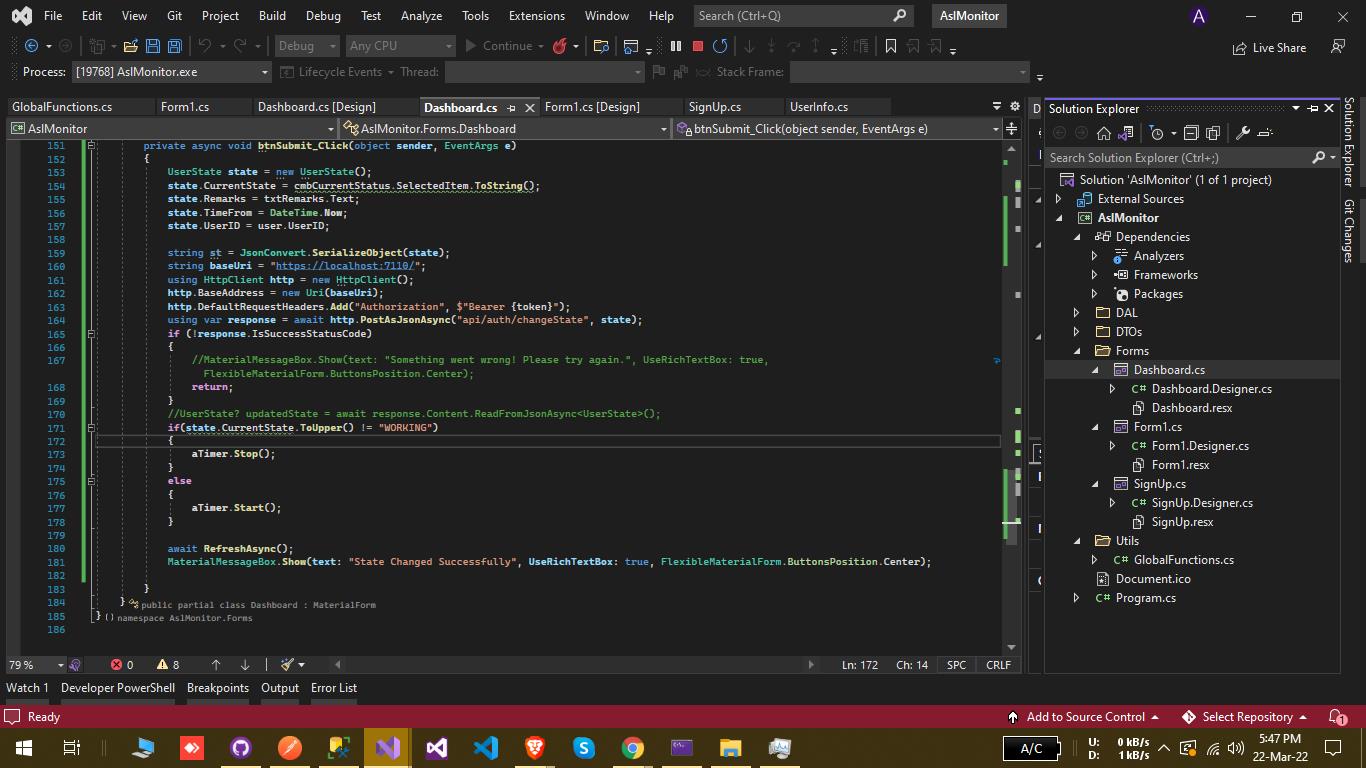 File Edit View Git Project Build Debug Test Analyze Tools Extensions Window Help Search (Ctrl+Q) AslMonitor A
Debug Any CPU Continue Live Share
Process: [19768] AslMonitor.exe Lifecycle Events Thread: Stack Frame:
GlobalFunctions.cs Form1.cs Dashboard.cs [Design] Dashboard.cs Form1.cs [Design] SignUp.cs UserInfo.cs
AslMonitor AslMonitor.Forms.Dashboard btnSubmit_Click(object sender, EventArgs e)
151 private async void btnSubmit_Click(object sender, EventArgs e)
152 {
153 UserState state = new UserState();
154 state.CurrentState = cmbCurrentStatus.SelectedItem.ToString();
155 state.Remarks = txtRemarks.Text;
156 state.TimeFrom = DateTime.Now;
157 state.UserID = user.UserID;
158
159 string st = JsonConvert.SerializeObject(state);
160 string baseUri = "https://localhost:7110/";
161 using HttpClient http = new HttpClient();
162 http.BaseAddress = new Uri(baseUri);
163 http.DefaultRequestHeaders.Add("Authorization", $"Bearer {token}");
164 using var response = await http.PostAsJsonAsync("api/auth/changeState", state);
165 if (!response.IsSuccessStatusCode)
166 {
167 //MaterialMessageBox.Show(text: "Something went wrong! Please try again.", UseRichTextBox: true,
FlexibleMaterialForm.ButtonsPosition.Center);
168 return;
169 }
170 //UserState? updatedState = await response.Content.ReadFromJsonAsync<UserState>();
171 if(state.CurrentState.ToUpper() != "WORKING")
172 {
173 aTimer.Stop();
174 }
175 else
176 {
177 aTimer.Start();
178 }
179
180 await RefreshAsync();
181 MaterialMessageBox.Show(text: "State Changed Successfully", UseRichTextBox: true, FlexibleMaterialForm.ButtonsPosition.Center);
182
183 }
184 } public partial class Dashboard : MaterialForm
185 } namespace AslMonitor.Forms
186
79 % 0 8 Ln: 172 Ch: 14 SPC CRLF
Solution Explorer
Search Solution Explorer (Ctrl+;)
Solution 'AslMonitor' (1 of 1 project)
External Sources
AslMonitor
Dependencies
Analyzers
Frameworks
Packages
DAL
DTOs
Forms
Dashboard.cs
Dashboard.Designer.cs
Dashboard.resx
Form1.cs
Form1.Designer.cs
Form1.resx
SignUp.cs
SignUp.Designer.cs
SignUp.resx
Utils
GlobalFunctions.cs
Document.ico
Program.cs
Solution Explorer
Git Changes
Watch 1 Developer PowerShell Breakpoints Output Error List
Ready Add to Source Control Select Repository 1
A/C U: 0 kB/s 5:47 PM
D: 1 kB/s 22-Mar-22